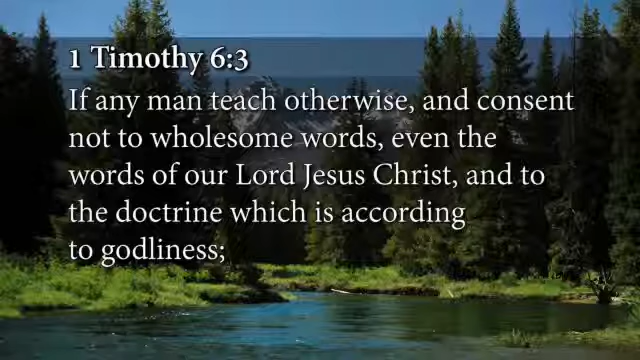 1 Timothy 6:3
If any man teach otherwise, and consent
not to wholesome words, even the
words of our Lord Jesus Christ, and to
the doctrine which is according
to godliness;